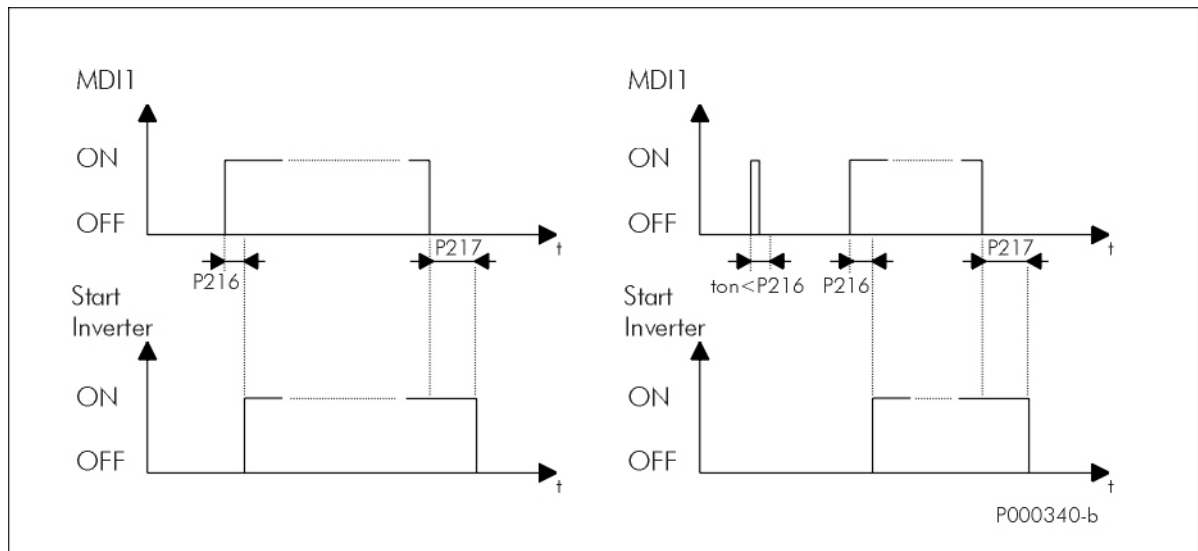 MDI1
ON
OFF
t
P216
P217
Start
Inverter
ON
OFF
t
MDI1
ON
OFF
t
ton<P216
P216
P217
Start
Inverter
ON
OFF
t
P000340-b